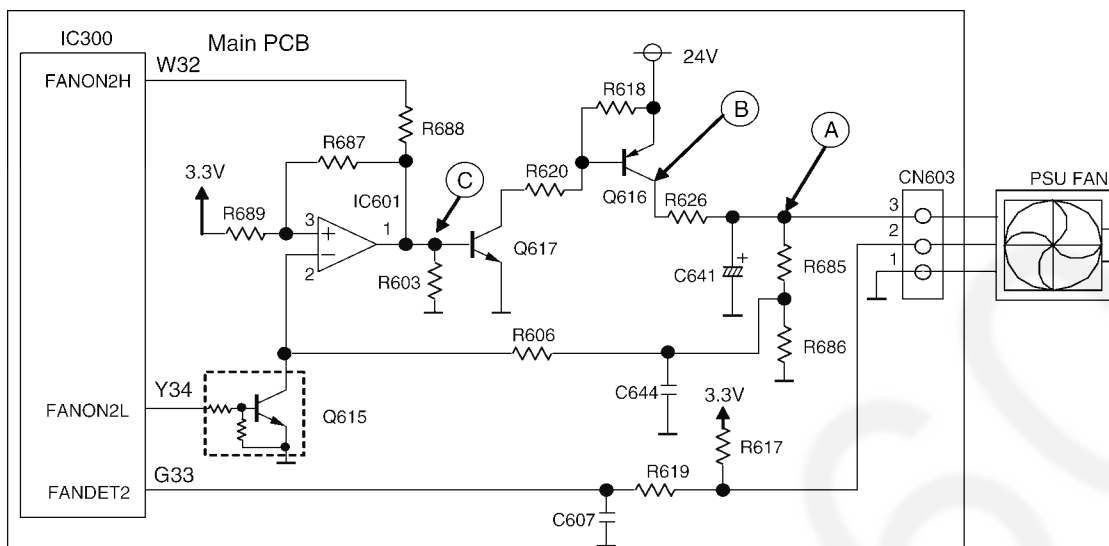 IC300
Main PCB
FANON2H
W32
24V
R618
R688
R687
B
A
3.3V
R620
C
IC601
Q616
R626
CN603
PSU FAN
R689
3
+
1
3
2
1
−
2
R603
Q617
C641
+
R685
R606
R686
Y34
FANON2L
Q615
C644
3.3V
R617
G33
FANDET2
R619
C607